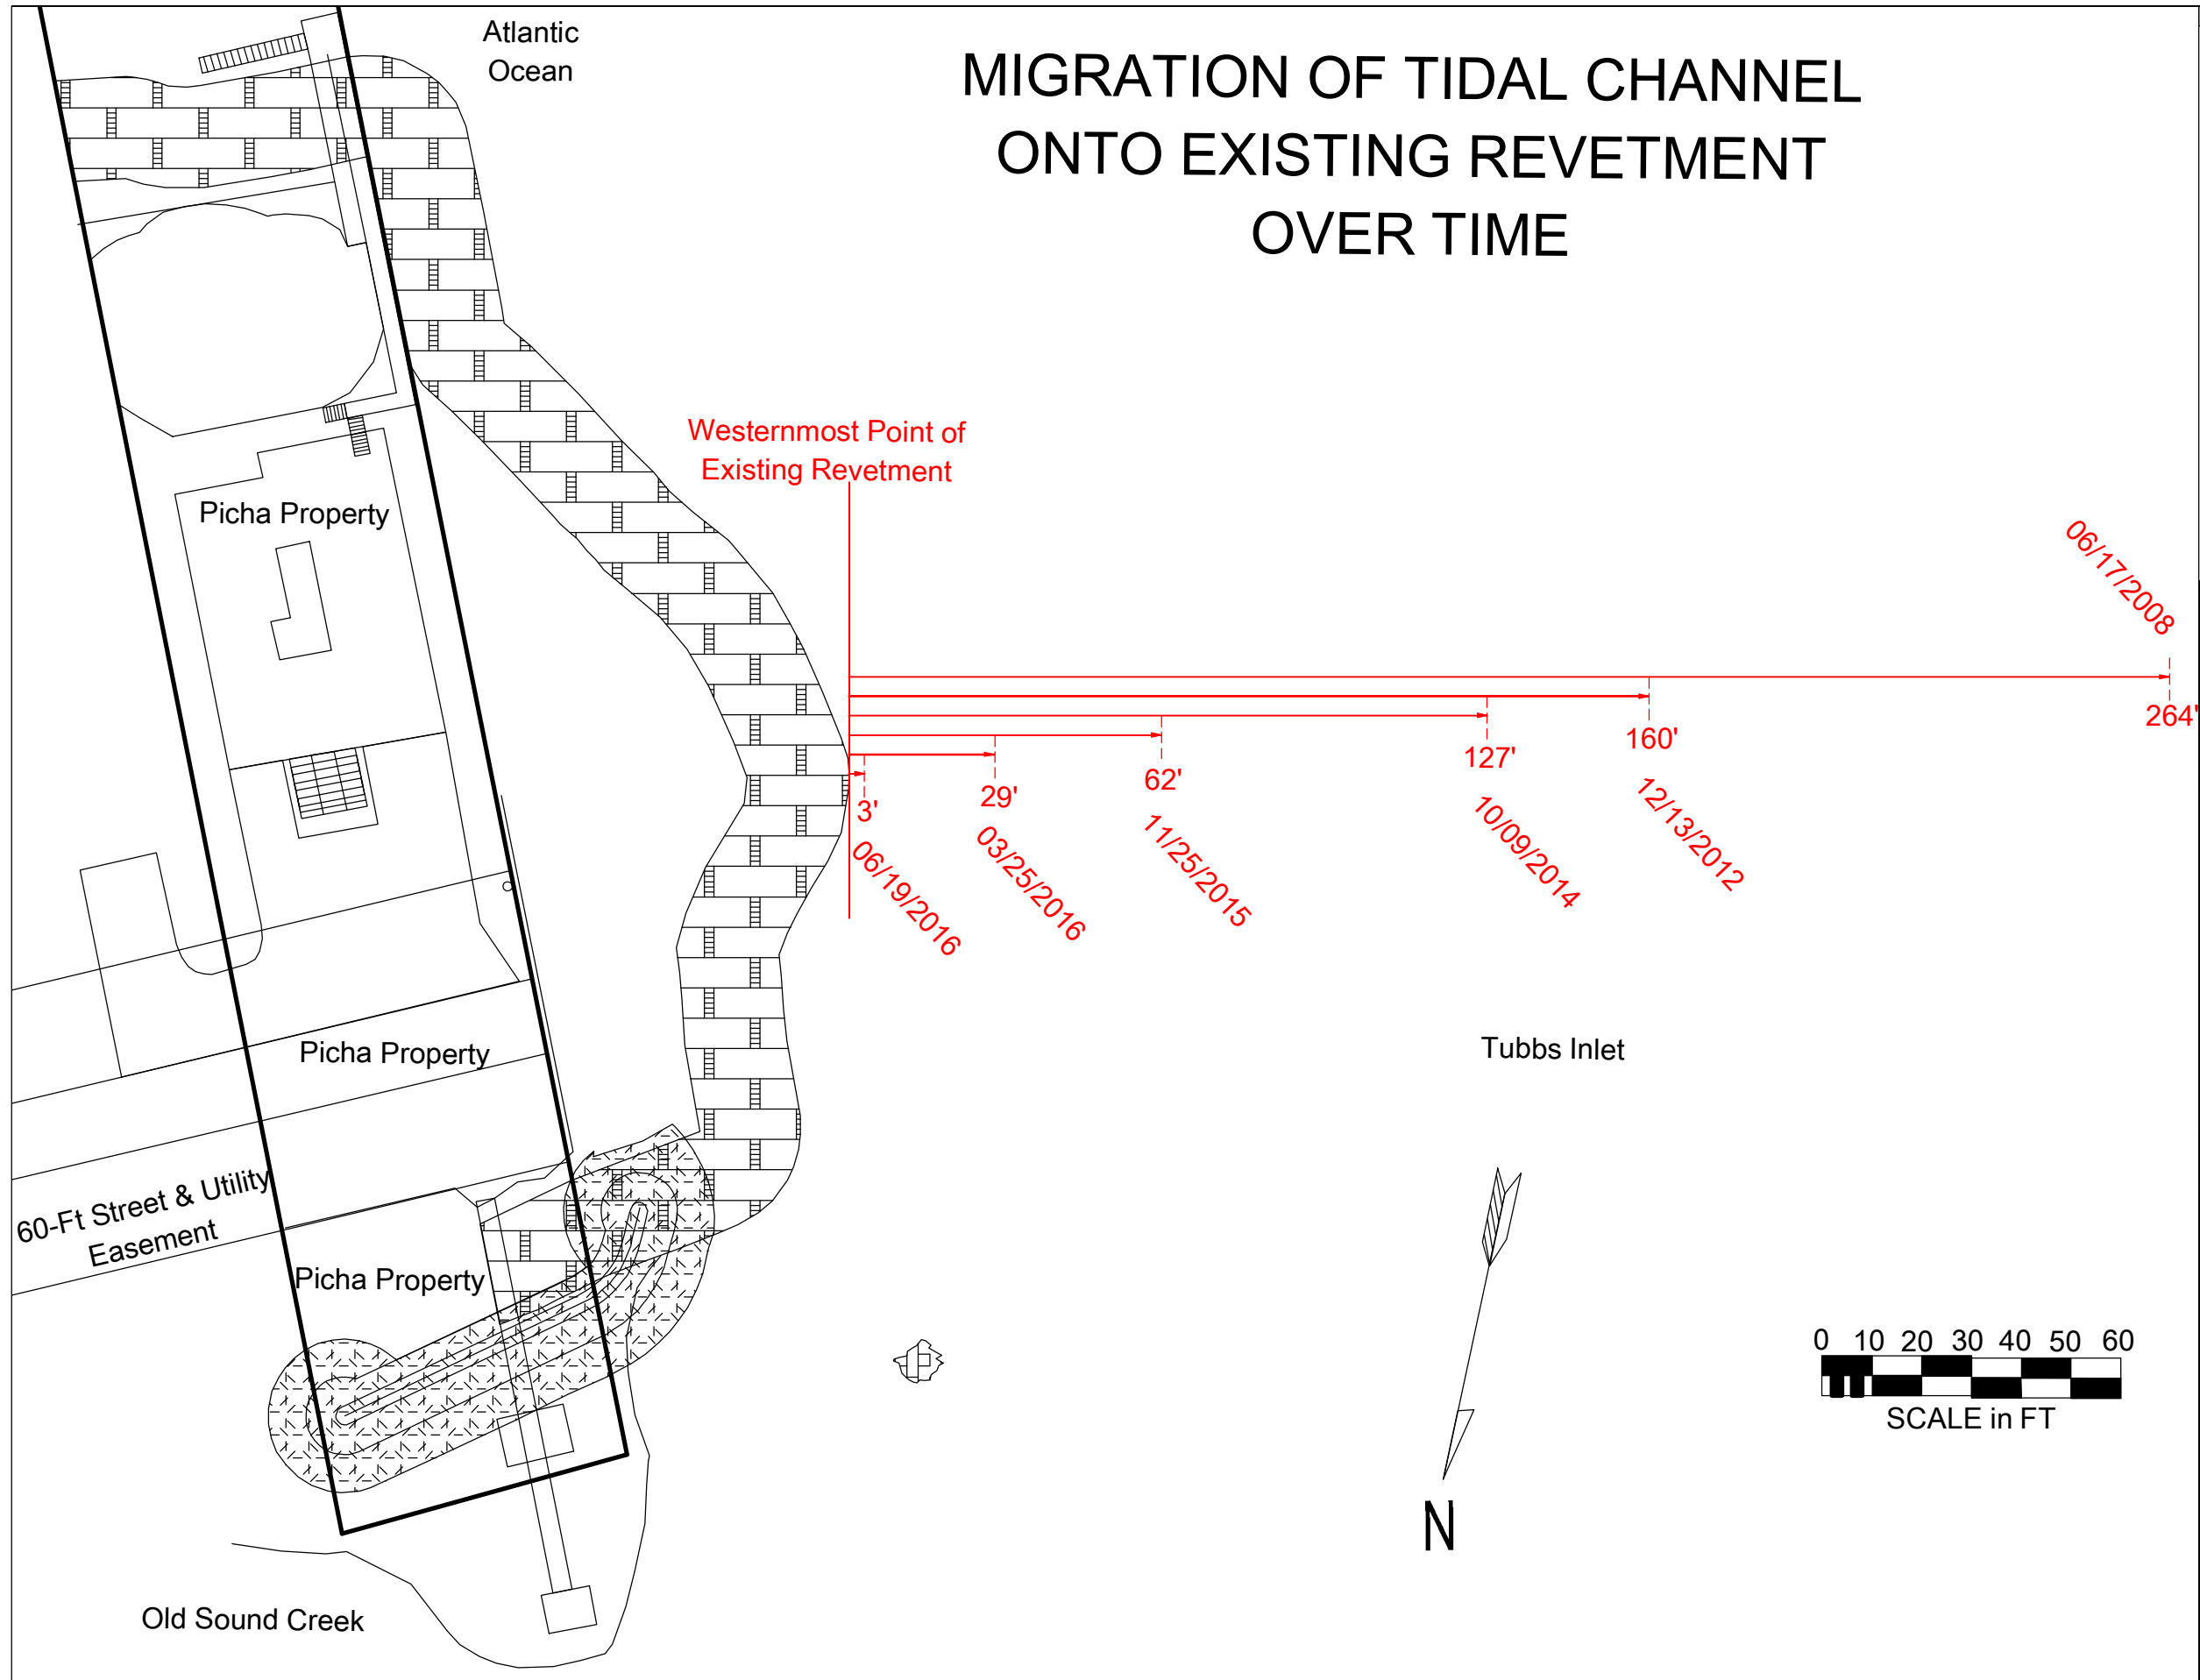 Atlantic
Ocean
MIGRATION OF TIDAL CHANNEL
ONTO EXISTING REVETMENT
OVER TIME
Westernmost Point of
Existing Revetment
Picha Property
06/17/2008
264'
160'
12/13/2012
127'
10/09/2014
62'
11/25/2015
29'
03/25/2016
3'
06/19/2016
Tubbs Inlet
Picha Property
60-Ft Street & Utility
Easement
Picha Property
0 10 20 30 40 50 60
SCALE in FT
N
Old Sound Creek